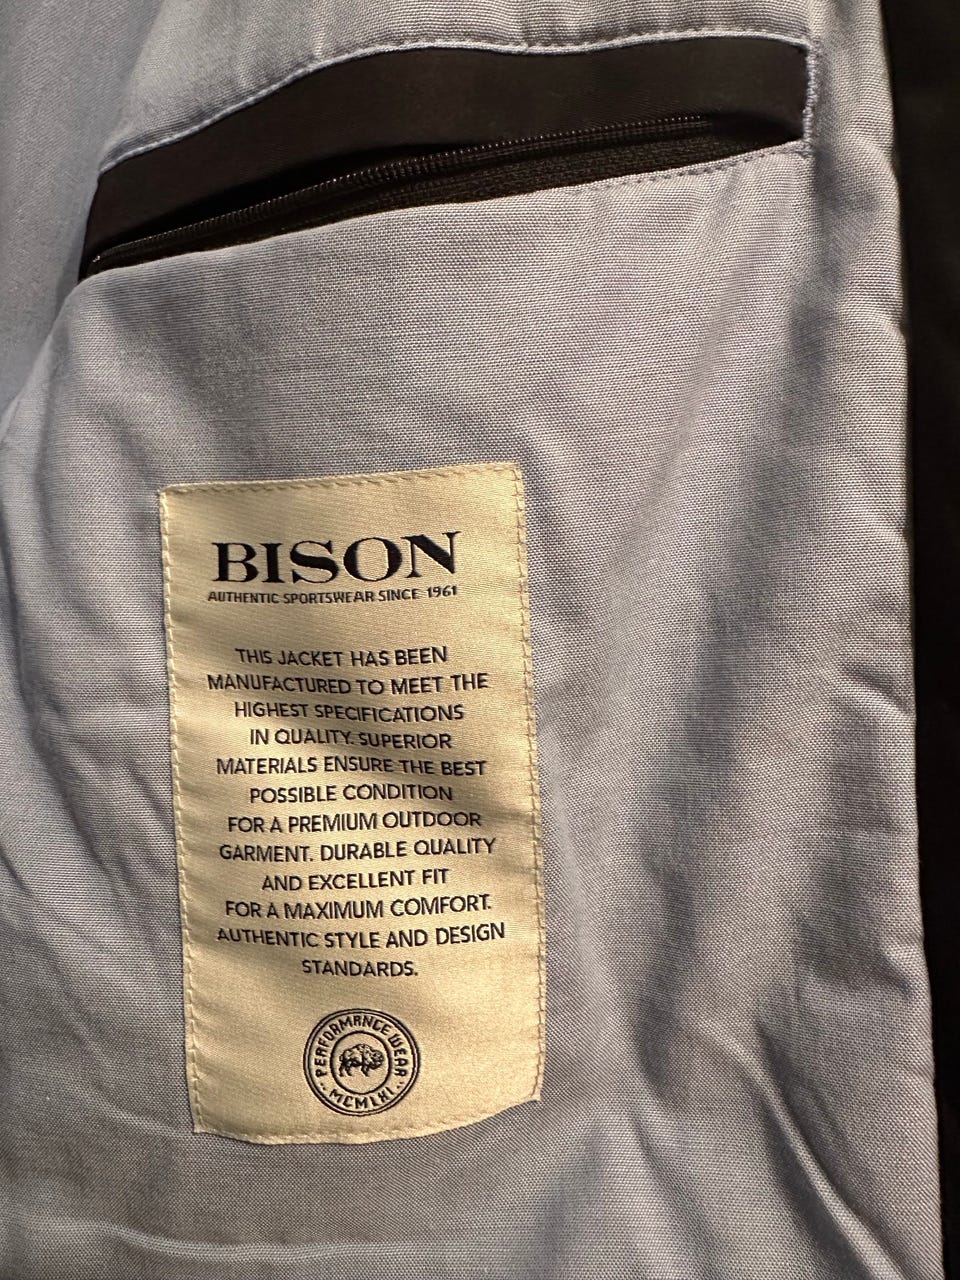 BISON
AUTHENTIC SPORTSWEAR SINCE 1961
THIS JACKET HAS BEEN
MANUFACTURED TO MEET THE
HIGHEST SPECIFICATIONS
IN QUALITY. SUPERIOR
MATERIALS ENSURE THE BEST
POSSIBLE CONDITION
FOR A PREMIUM OUTDOOR
GARMENT. DURABLE QUALITY
AND EXCELLENT FIT
FOR A MAXIMUM COMFORT.
AUTHENTIC STYLE AND DESIGN
STANDARDS.
PERFORMANCE WEAR
MCMLXI